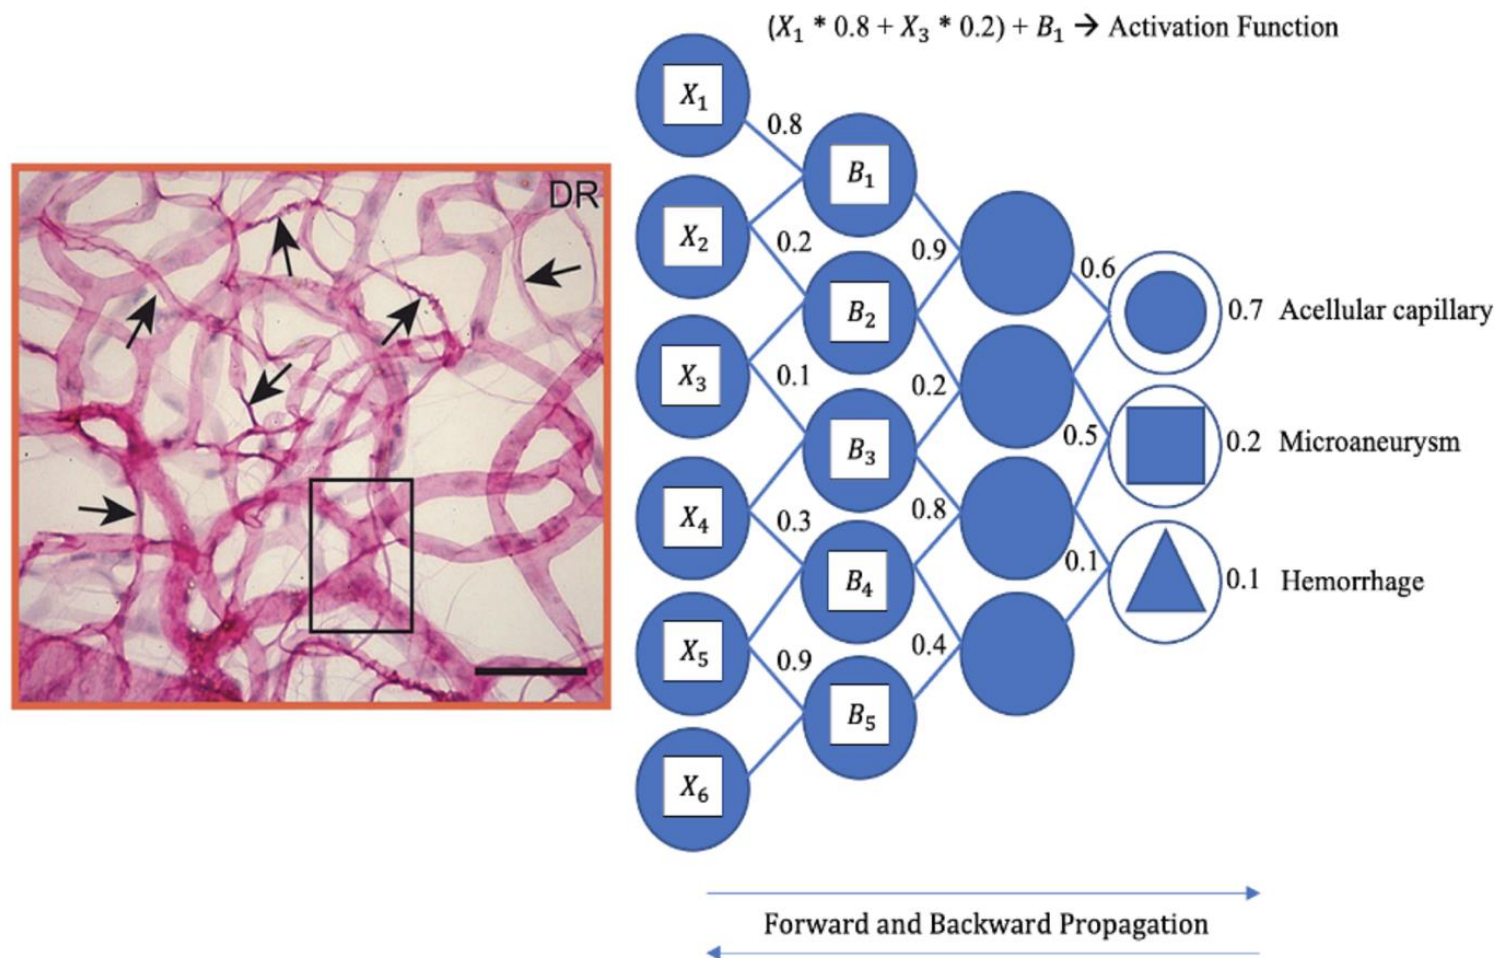 (X₁ * 0.8 + X₃ * 0.2) + B₁ → Activation Function
DR
X₁
X₂
X₃
X₄
X₅
X₆
0.8
0.2
0.1
0.3
0.9
B₁
B₂
B₃
B₄
B₅
0.9
0.2
0.8
0.4
0.6
0.5
0.1
0.7 Acellular capillary
0.2 Microaneurysm
0.1 Hemorrhage
Forward and Backward Propagation